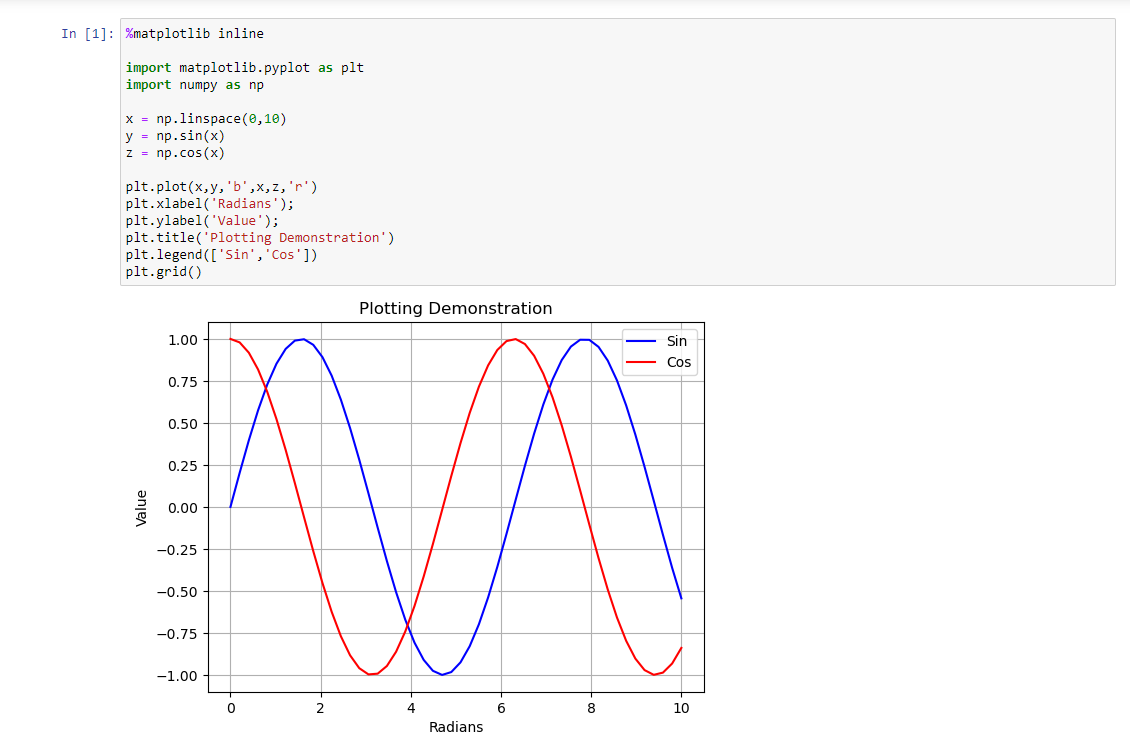 In [1]: %matplotlib inline
import matplotlib.pyplot as plt
import numpy as np
x = np.linspace(0,10)
y = np.sin(x)
z = np.cos(x)
plt.plot(x,y,'b',x,z,'r')
plt.xlabel('Radians');
plt.ylabel('Value');
plt.title('Plotting Demonstration')
plt.legend(['Sin','Cos'])
plt.grid()
Plotting Demonstration
Sin
Cos
1.00
0.75
0.50
0.25
0.00
−0.25
−0.50
−0.75
−1.00
Value
0 2 4 6 8 10
Radians